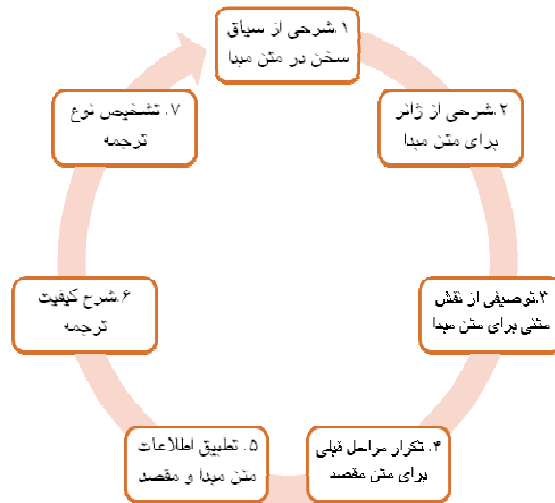 ۱.شرحی از سیاق
سخن در متن مبدا
۲.شرحی از ژانر
برای متن مبدا
۳.توصیفی از نقش
متنی برای متن مبدا
۴. تکرار مراحل قبلی
برای متن مقصد
۵. تطبیق اطلاعات
متن مبدا و مقصد
۶.شرح کیفیت
ترجمه
۷. تشخیص نوع
ترجمه